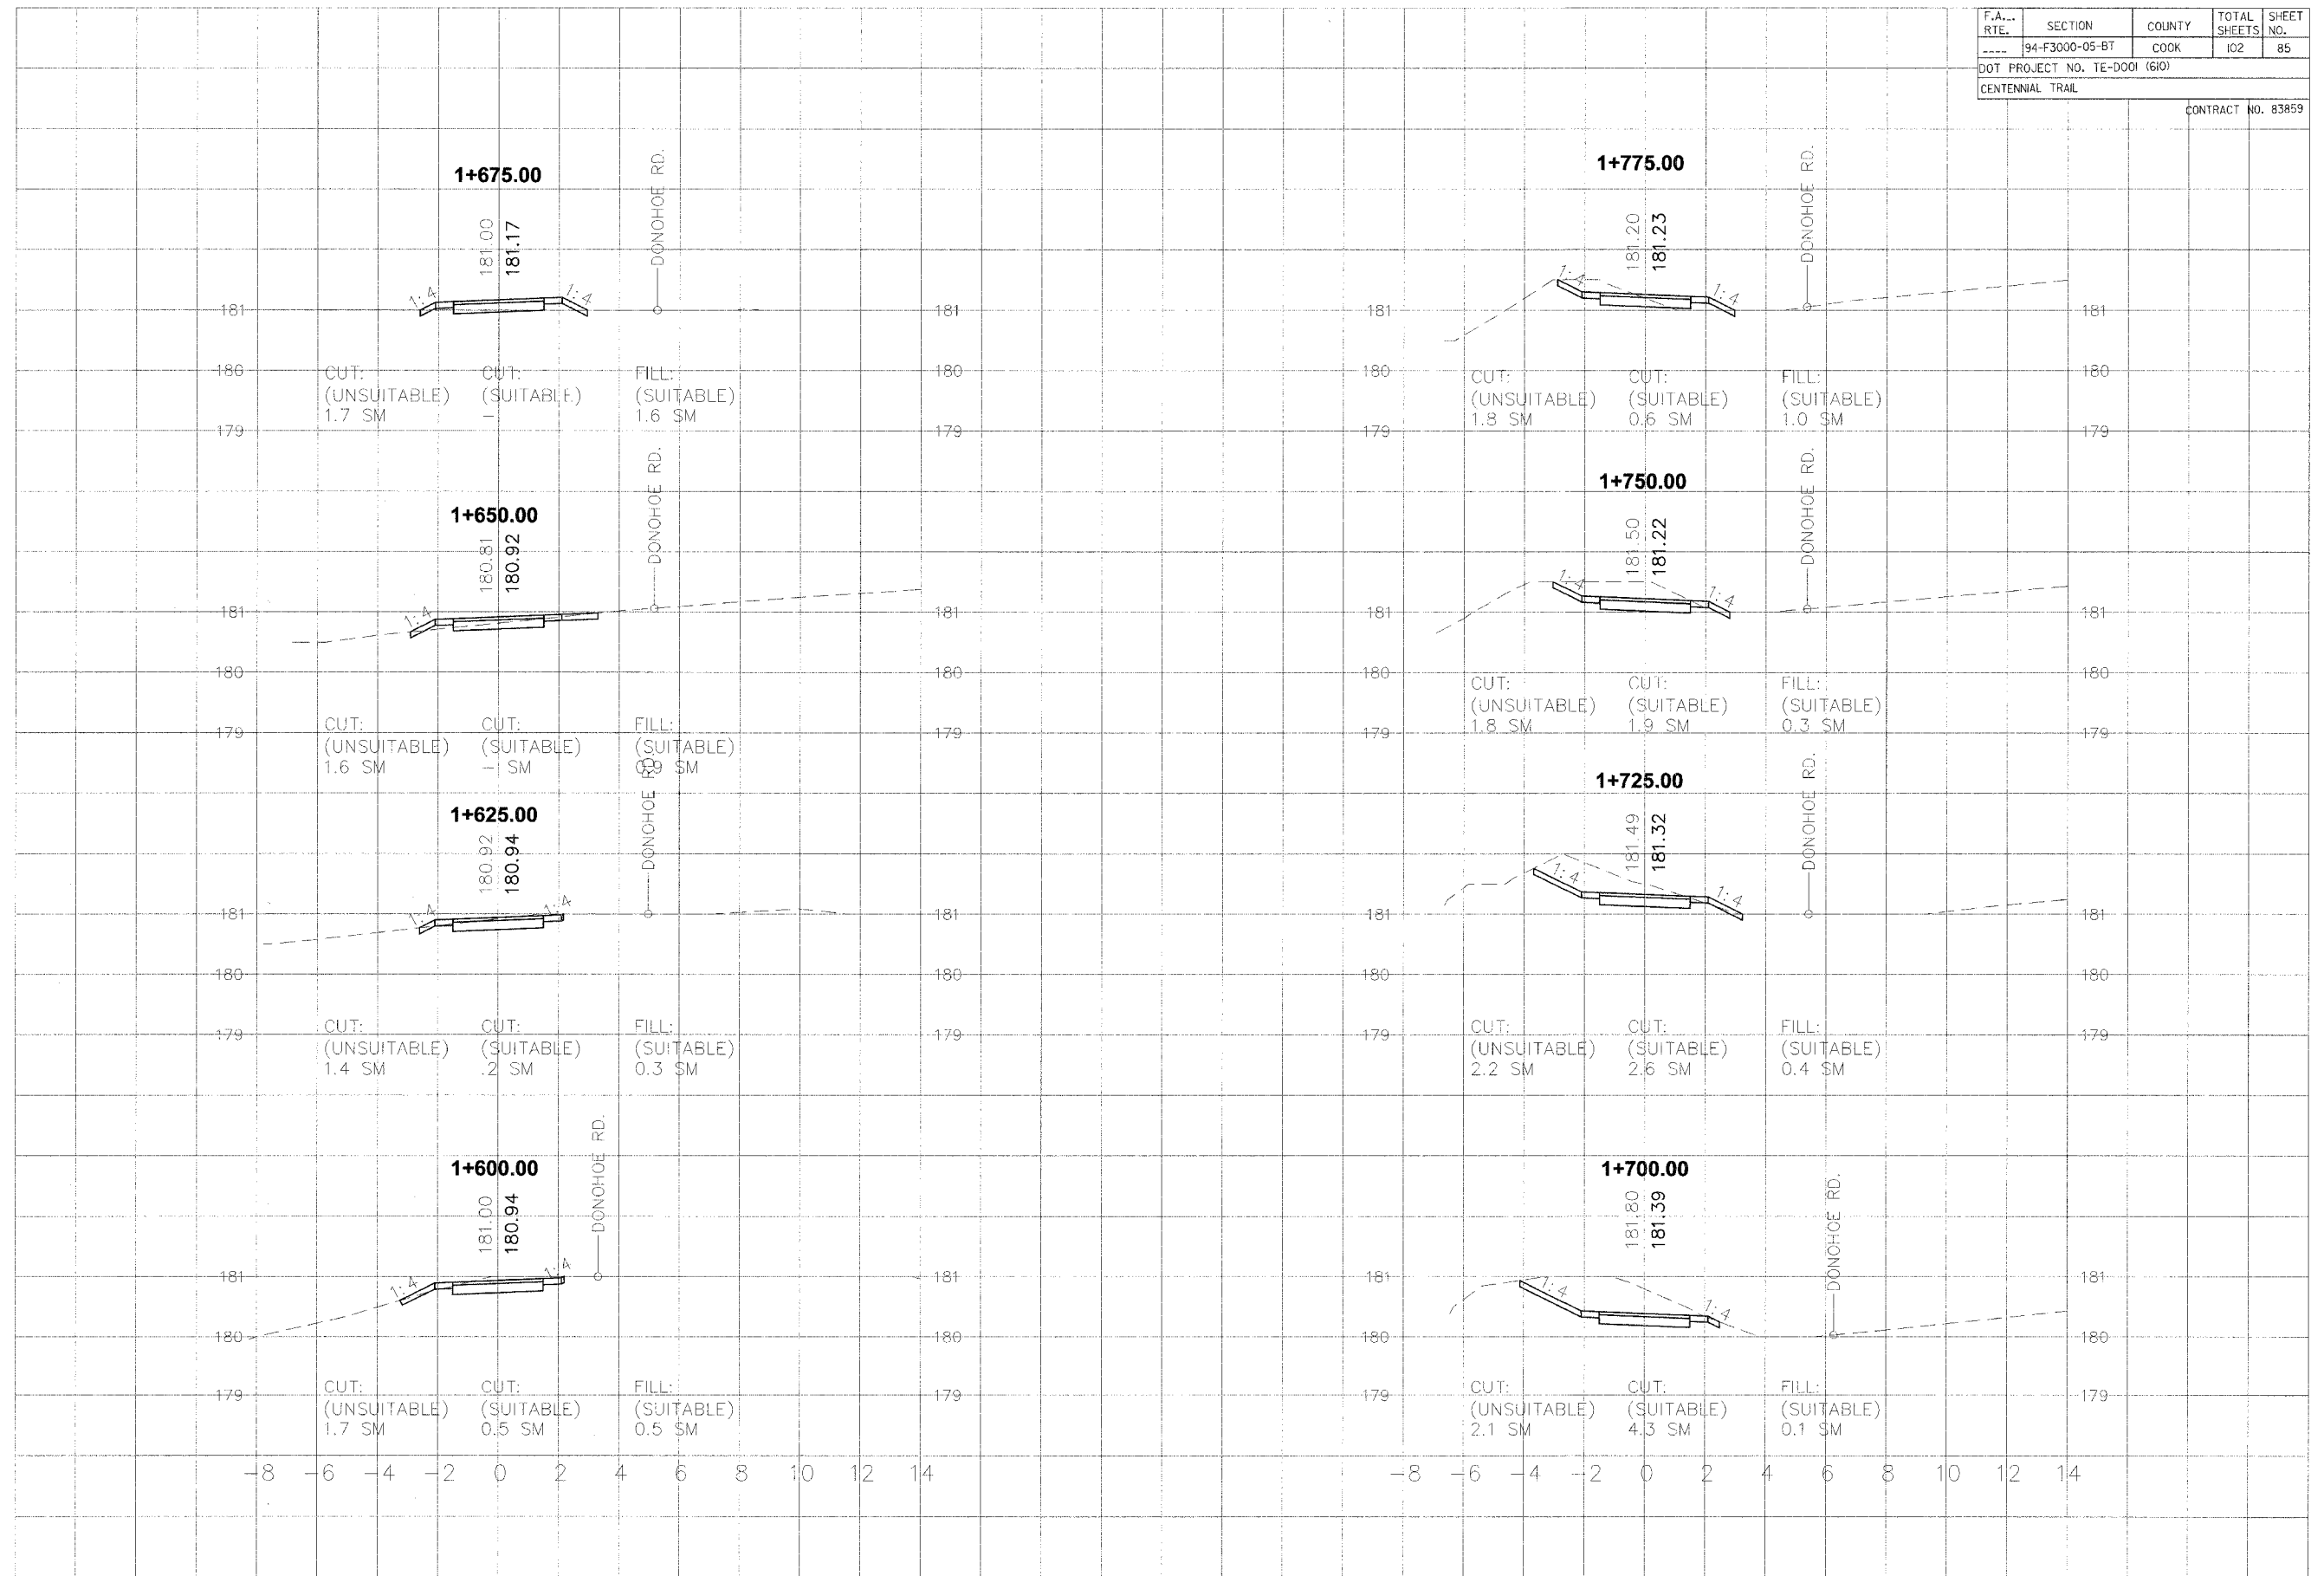 F.A... RTE. SECTION COUNTY TOTAL SHEETS SHEET NO.
---- 94-F3000-05-BT COOK 102 85
DOT PROJECT NO. TE-D001 (610)
CENTENNIAL TRAIL
CONTRACT NO. 83859
1+675.00
181.00
181.17
DONOHOE RD.
1:4
1:4
181 181
186 180
CUT: CUT: FILL:
(UNSUITABLE) (SUITABLE) (SUITABLE)
1.7 SM – 1.6 SM
179 179
1+650.00
180.81
180.92
DONOHOE RD.
1:4
181 181
180 180
CUT: CUT: FILL:
179 179
(UNSUITABLE) (SUITABLE) (SUITABLE)
1.6 SM – SM 0.9 SM
1+625.00
180.92
180.94
DONOHOE RD.
1:4
1:4
181 181
180 180
CUT: CUT: FILL:
179 179
(UNSUITABLE) (SUITABLE) (SUITABLE)
1.4 SM .2 SM 0.3 SM
1+600.00
181.00
180.94
DONOHOE RD.
1:4
1:4
181 181
180 180
CUT: CUT: FILL:
179 179
(UNSUITABLE) (SUITABLE) (SUITABLE)
1.7 SM 0.5 SM 0.5 SM
-8 -6 -4 -2 0 2 4 6 8 10 12 14
1+775.00
181.20
181.23
DONOHOE RD.
1:4
1:4
181 181
180 180
CUT: CUT: FILL:
(UNSUITABLE) (SUITABLE) (SUITABLE)
1.8 SM 0.6 SM 1.0 SM
179 179
1+750.00
181.50
181.22
DONOHOE RD.
1:4
1:4
181 181
180 180
CUT: CUT: FILL:
(UNSUITABLE) (SUITABLE) (SUITABLE)
1.8 SM 1.9 SM 0.3 SM
179 179
1+725.00
181.49
181.32
DONOHOE RD.
1:4
1:4
181 181
180 180
CUT: CUT: FILL:
179 179
(UNSUITABLE) (SUITABLE) (SUITABLE)
2.2 SM 2.6 SM 0.4 SM
1+700.00
181.80
181.39
DONOHOE RD.
1:4
1:4
181 181
180 180
CUT: CUT: FILL:
179 179
(UNSUITABLE) (SUITABLE) (SUITABLE)
2.1 SM 4.3 SM 0.1 SM
-8 -6 -4 -2 0 2 4 6 8 10 12 14